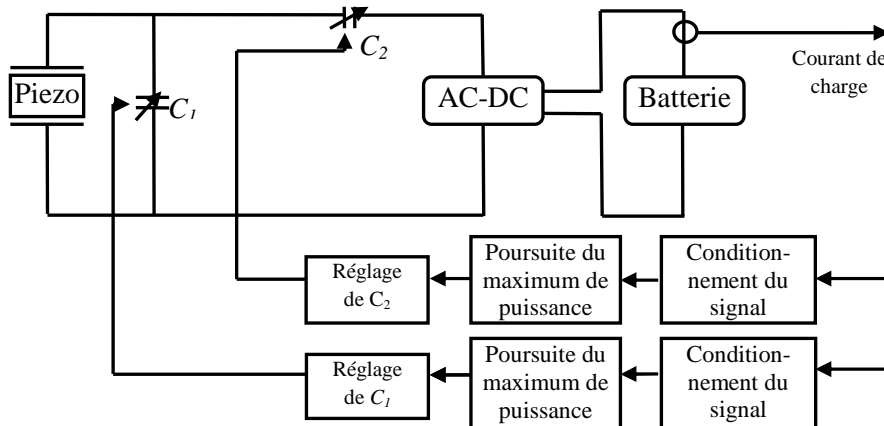 C2
Piezo
C1
AC-DC
Batterie
Courant de
charge
Réglage
de C2
Poursuite du
maximum de
puissance
Condition-
nement du
signal
Réglage
de C1
Poursuite du
maximum de
puissance
Condition-
nement du
signal